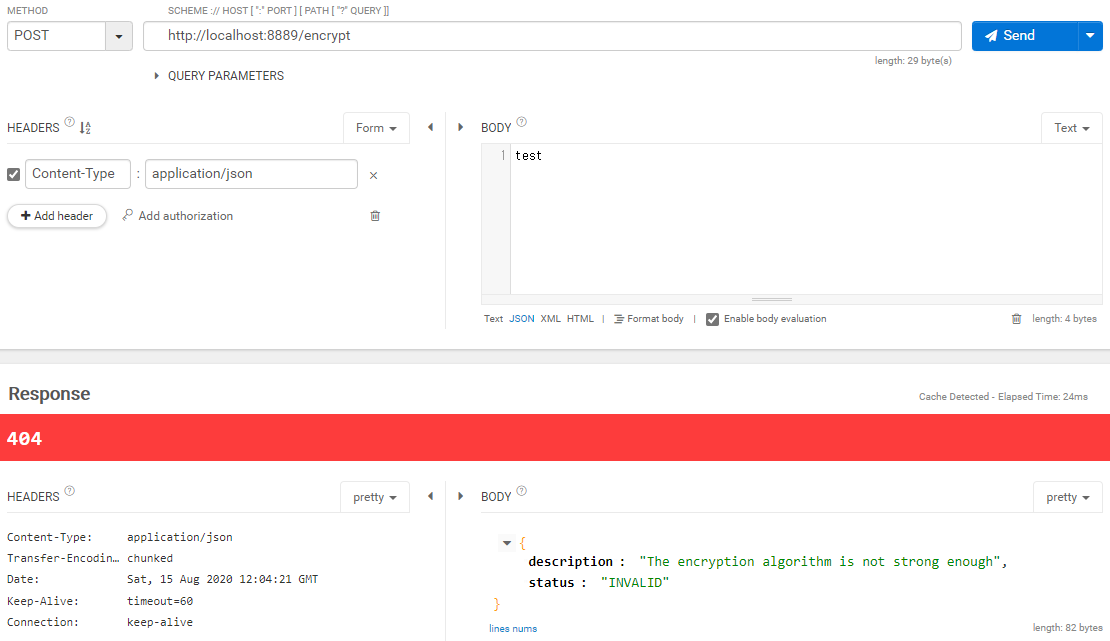 METHOD
SCHEME :// HOST [ ":" PORT ] [ PATH [ "?" QUERY ]]
POST
http://localhost:8889/encrypt
Send
length: 29 byte(s)
QUERY PARAMETERS
HEADERS ?
Form
BODY ?
Text
Content-Type : application/json ×
1 test
+ Add header
Add authorization
Text JSON XML HTML | Format body | Enable body evaluation
length: 4 bytes
Response
Cache Detected - Elapsed Time: 24ms
404
HEADERS ?
pretty
BODY ?
pretty
Content-Type: application/json
Transfer-Encodin… chunked
Date: Sat, 15 Aug 2020 12:04:21 GMT
Keep-Alive: timeout=60
Connection: keep-alive
{
description : "The encryption algorithm is not strong enough",
status : "INVALID"
}
lines nums
length: 82 bytes